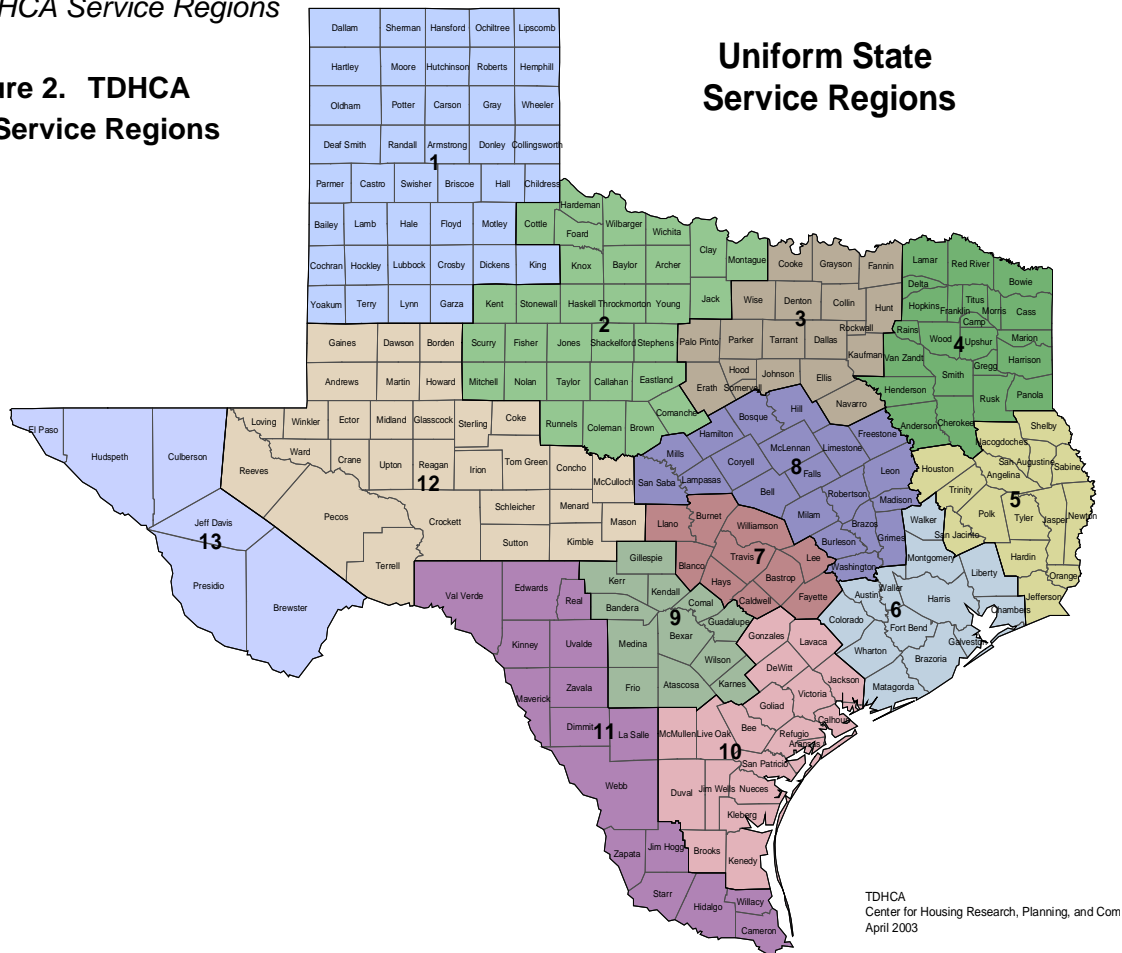 HCA Service Regions
Uniform State
Service Regions
ure 2. TDHCA
Service Regions
Dallam Sherman Hansford Ochiltree Lipscomb
Hartley Moore Hutchinson Roberts Hemphill
Oldham Potter Carson Gray Wheeler
Deaf Smith Randall Armstrong Donley Collingsworth
1
Parmer Castro Swisher Briscoe Hall Childress
Hardeman
Bailey Lamb Hale Floyd Motley Cottle Foard Wilbarger Wichita
Clay Montague Cooke Grayson Fannin Lamar Red River Bowie
Cochran Hockley Lubbock Crosby Dickens King Knox Baylor Archer
Delta
Yoakum Terry Lynn Garza Kent Stonewall Haskell Throckmorton Young Jack Wise Denton Collin Hunt Hopkins Franklin Titus Morris Cass
2 3 Camp
Rockwall Rains Wood 4 Upshur Marion
Gaines Dawson Borden Scurry Fisher Jones Shackelford Stephens Palo Pinto Parker Tarrant Dallas Kaufman Van Zandt Gregg Harrison
Andrews Martin Howard Mitchell Nolan Taylor Callahan Eastland Erath Hood Somervell Johnson Ellis Henderson Smith Rusk Panola
Navarro
Loving Winkler Ector Midland Glasscock Sterling Coke Runnels Coleman Brown Comanche Bosque Hill Freestone Anderson Cherokee Shelby
El Paso Hudspeth Culberson
Hamilton McLennan Limestone Nacogdoches
Reeves Ward Crane Upton Reagan Irion Tom Green Concho McCulloch Mills Coryell 8 Falls Leon Houston San Augustine Sabine
12 San Saba Lampasas Bell Robertson Madison Trinity Angelina 5
Pecos Crockett Schleicher Menard Mason Llano Burnet Williamson Milam Brazos Walker Polk Tyler Jasper Newton
Jeff Davis
13 Sutton Kimble Burleson Grimes San Jacinto
Terrell Gillespie Blanco Travis 7 Lee Washington Montgomery Liberty Hardin Orange
Presidio Brewster Val Verde Edwards Real Kerr Kendall Hays Bastrop Fayette Austin Waller Harris Chambers Jefferson
Bandera Comal Caldwell Colorado 6
9 Guadalupe Fort Bend Galveston
Kinney Uvalde Medina Bexar Wilson Gonzales Lavaca Wharton Brazoria
Maverick Zavala Frio Atascosa Karnes DeWitt Jackson Matagorda
Victoria
Goliad
Dimmit 11 La Salle McMullen Live Oak Bee Refugio Calhoun
10 Aransas
San Patricio
Webb Duval Jim Wells Nueces
Kleberg
Zapata Jim Hogg Brooks Kenedy
Starr Hidalgo Willacy
Cameron
TDHCA
Center for Housing Research, Planning, and Com
April 2003